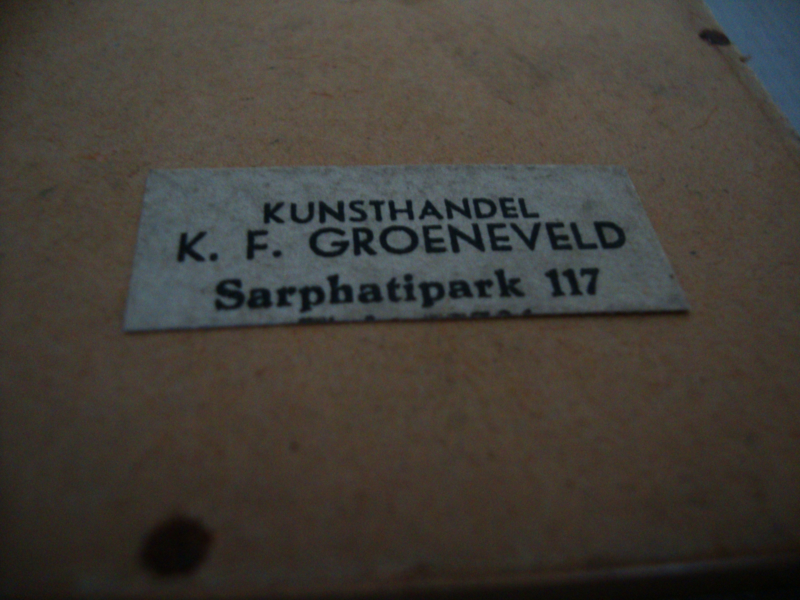 KUNSTHANDEL
K. F. GROENEVELD
Sarphatipark 117